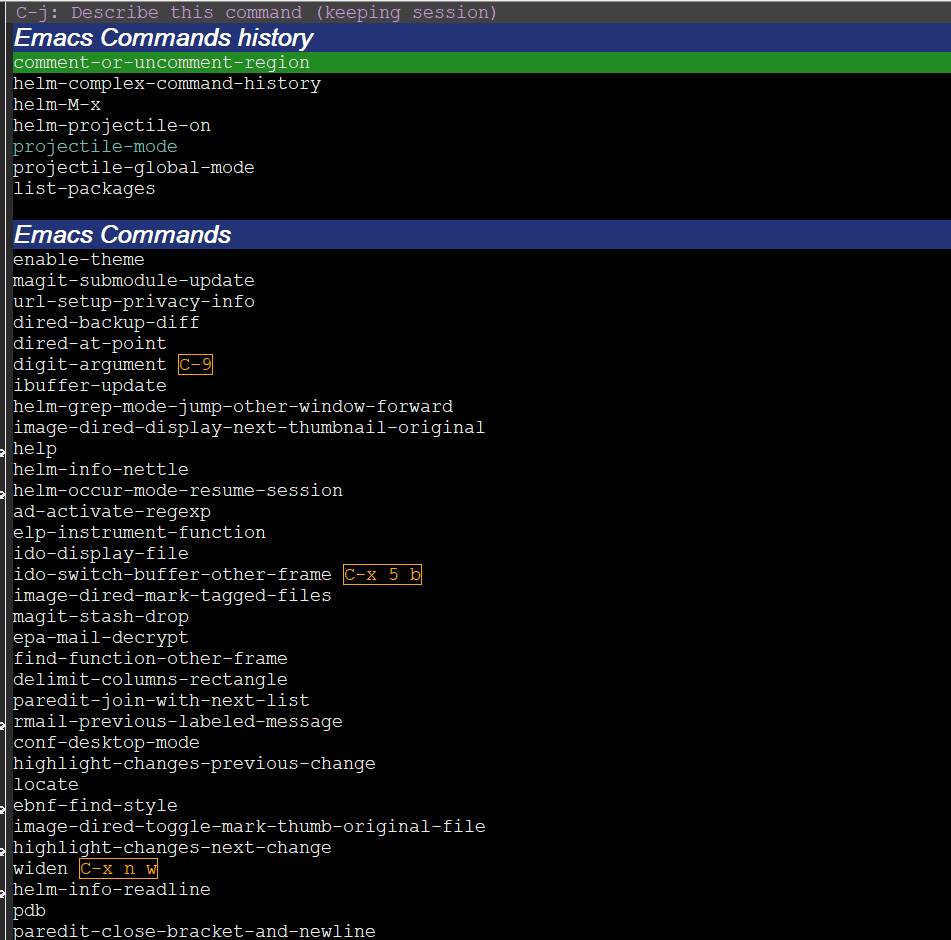 C-j: Describe this command (keeping session)
Emacs Commands history
comment-or-uncomment-region
helm-complex-command-history
helm-M-x
helm-projectile-on
projectile-mode
projectile-global-mode
list-packages
Emacs Commands
enable-theme
magit-submodule-update
url-setup-privacy-info
dired-backup-diff
dired-at-point
digit-argument C-9
ibuffer-update
helm-grep-mode-jump-other-window-forward
image-dired-display-next-thumbnail-original
help
helm-info-nettle
helm-occur-mode-resume-session
ad-activate-regexp
elp-instrument-function
ido-display-file
ido-switch-buffer-other-frame C-x 5 b
image-dired-mark-tagged-files
magit-stash-drop
epa-mail-decrypt
find-function-other-frame
delimit-columns-rectangle
paredit-join-with-next-list
rmail-previous-labeled-message
conf-desktop-mode
highlight-changes-previous-change
locate
ebnf-find-style
image-dired-toggle-mark-thumb-original-file
highlight-changes-next-change
widen C-x n w
helm-info-readline
pdb
paredit-close-bracket-and-newline